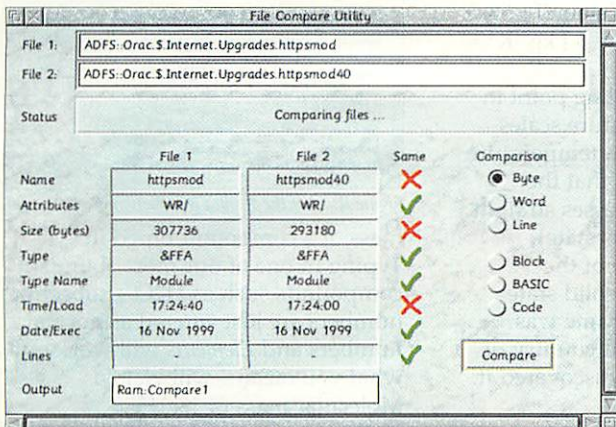 File Compare Utility
File 1: ADFS::Orac.$.Internet.Upgrades.httpsmod
File 2: ADFS::Orac.$.Internet.Upgrades.httpsmod40
Status Comparing files ...
File 1 File 2 Same Comparison
Name httpsmod httpsmod40 Byte
Attributes WR/ WR/ Word
Size (bytes) 307736 293180 Line
Type &FFA &FFA Block
Type Name Module Module BASIC
Time/Load 17:24:40 17:24:00 Code
Date/Exec 16 Nov 1999 16 Nov 1999
Lines Compare
Output Ram:Compare1